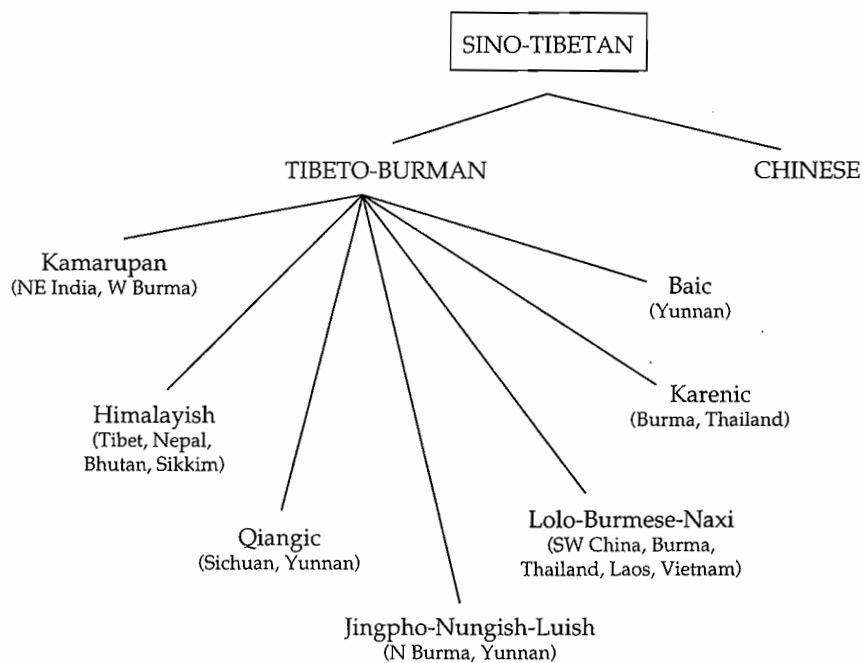 SINO-TIBETAN
TIBETO-BURMAN
CHINESE
Kamarupan
(NE India, W Burma)
Baic
(Yunnan)
Himalayish
(Tibet, Nepal,
Bhutan, Sikkim)
Karenic
(Burma, Thailand)
Qiangic
(Sichuan, Yunnan)
Lolo-Burmese-Naxi
(SW China, Burma,
Thailand, Laos, Vietnam)
Jingpho-Nungish-Luish
(N Burma, Yunnan)